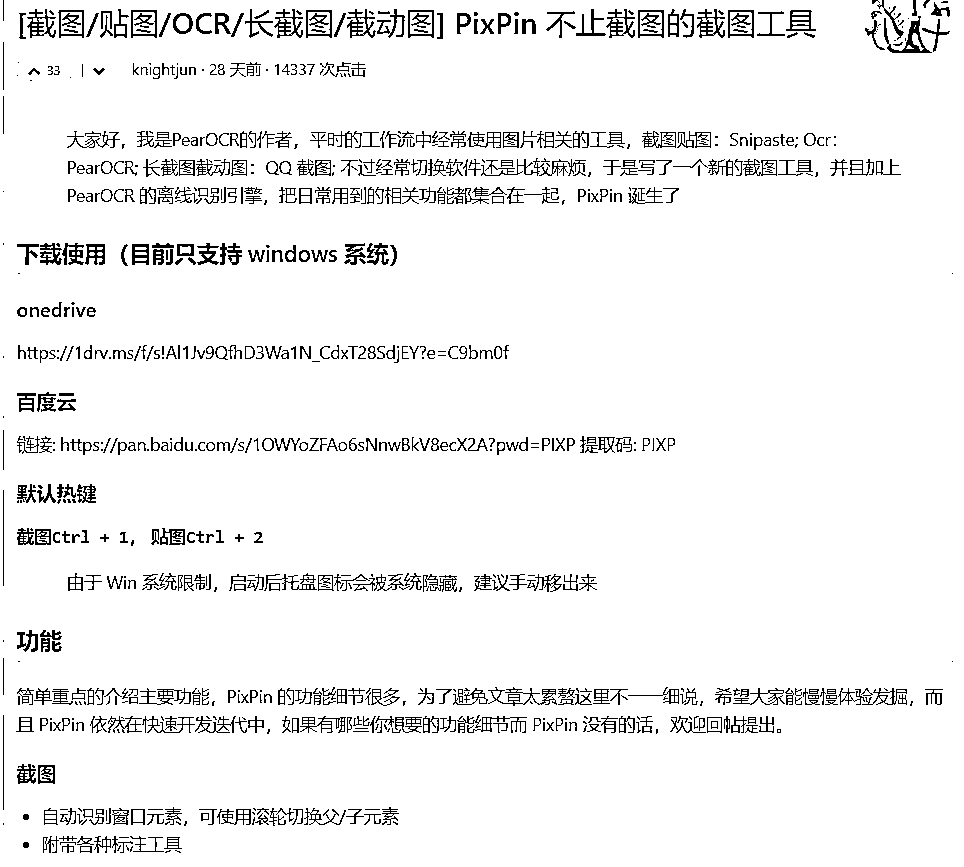 [截图/贴图/OCR/长截图/截动图] PixPin 不止截图的截图工具
33 | knightjun · 28 天前 · 14337 次点击
大家好，我是PearOCR的作者，平时的工作流中经常使用图片相关的工具，截图贴图：Snipaste; Ocr：
PearOCR; 长截图截动图：QQ 截图; 不过经常切换软件还是比较麻烦，于是写了一个新的截图工具，并且加上
PearOCR 的离线识别引擎，把日常用到的相关功能都集合在一起，PixPin 诞生了
下载使用（目前只支持 windows 系统）
onedrive
https://1drv.ms/f/s!Al1Jv9QfhD3Wa1N_CdxT28SdjEY?e=C9bm0f
百度云
链接: https://pan.baidu.com/s/1OWYoZFAo6sNnwBkV8ecX2A?pwd=PIXP 提取码: PIXP
默认热键
截图Ctrl + 1, 贴图Ctrl + 2
由于 Win 系统限制，启动后托盘图标会被系统隐藏，建议手动移出来
功能
简单重点的介绍主要功能，PixPin 的功能细节很多，为了避免文章太累赘这里不一一细说，希望大家能慢慢体验发掘，而
且 PixPin 依然在快速开发迭代中，如果有哪些你想要的功能细节而 PixPin 没有的话，欢迎回帖提出。
截图
• 自动识别窗口元素，可使用滚轮切换父/子元素
• 附带各种标注工具